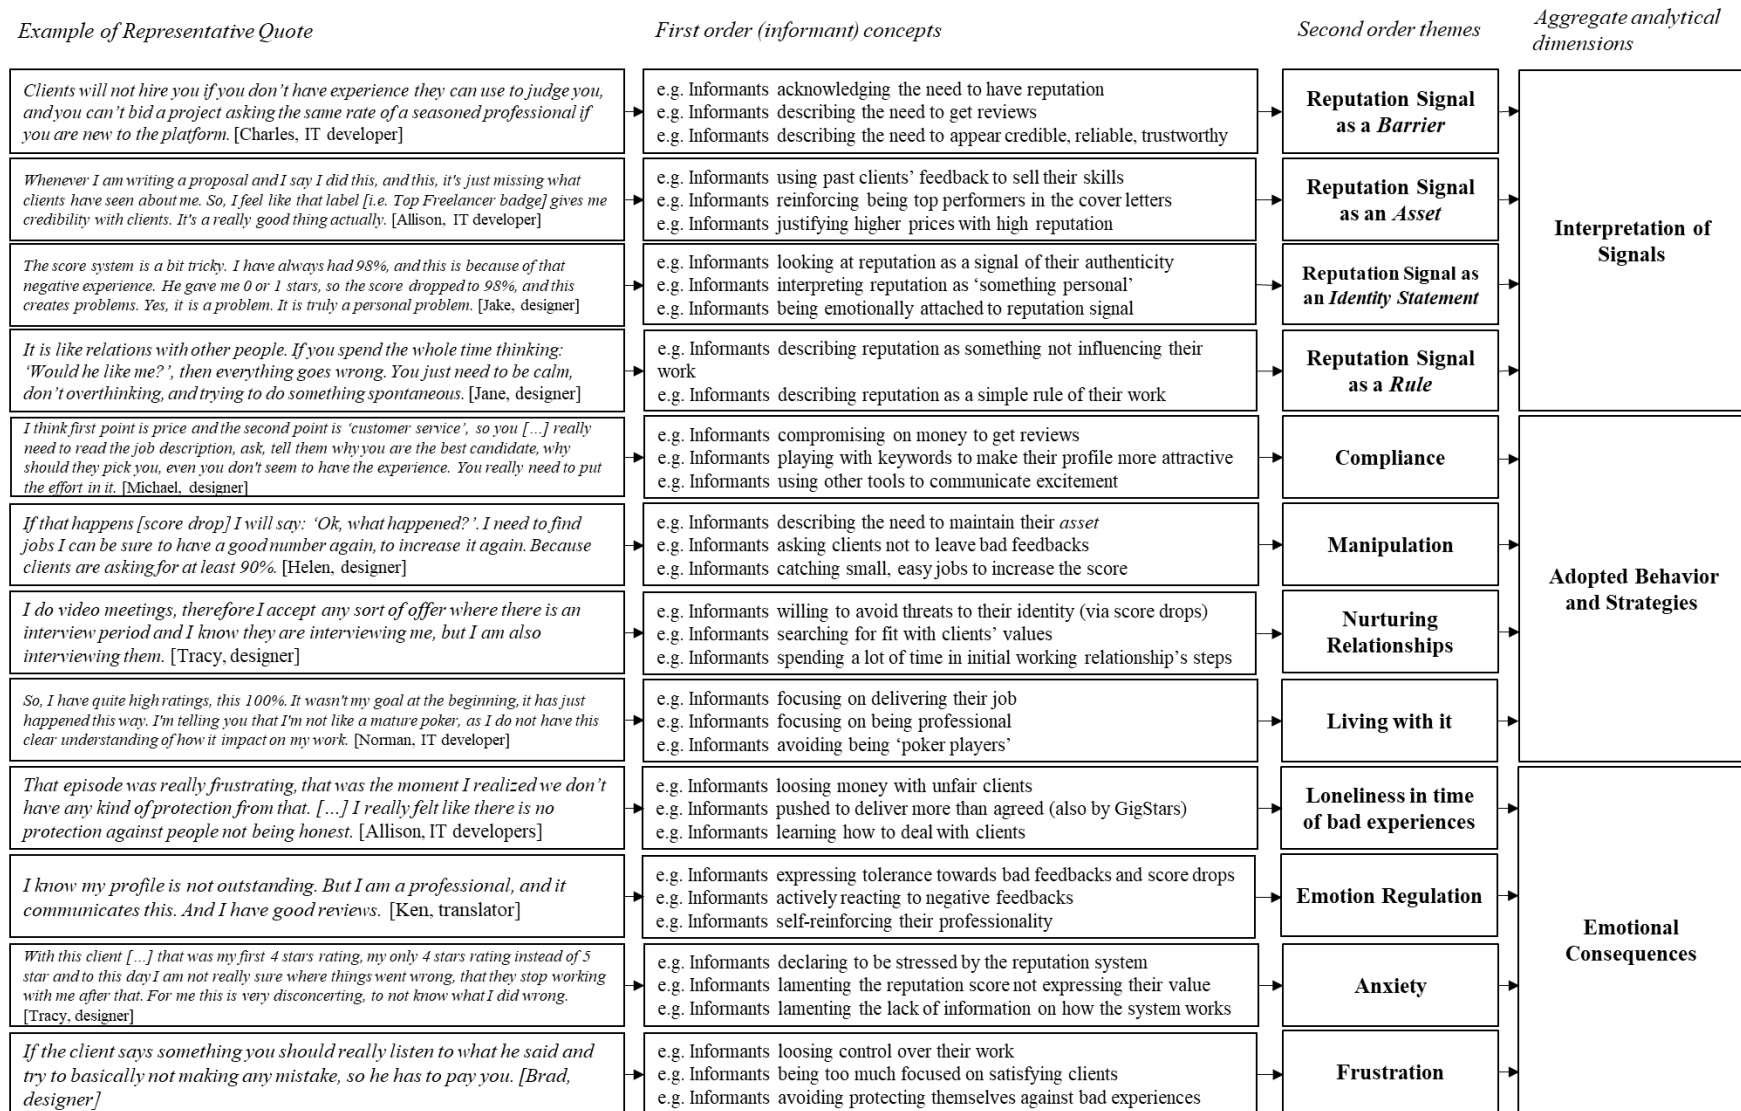 Example of Representative Quote
First order (informant) concepts
Second order themes
Aggregate analytical
dimensions
Clients will not hire you if you don't have experience they can use to judge you,
and you can't bid a project asking the same rate of a seasoned professional if
you are new to the platform. [Charles, IT developer]
e.g. Informants acknowledging the need to have reputation
e.g. Informants describing the need to get reviews
e.g. Informants describing the need to appear credible, reliable, trustworthy
Reputation Signal
as a Barrier
Whenever I am writing a proposal and I say I did this, and this, it's just missing what
clients have seen about me. So, I feel like that label [i.e. Top Freelancer badge] gives me
credibility with clients. It's a really good thing actually. [Allison, IT developer]
e.g. Informants using past clients' feedback to sell their skills
e.g. Informants reinforcing being top performers in the cover letters
e.g. Informants justifying higher prices with high reputation
Reputation Signal
as an Asset
Interpretation of
Signals
The score system is a bit tricky. I have always had 98%, and this is because of that
negative experience. He gave me 0 or 1 stars, so the score dropped to 98%, and this
creates problems. Yes, it is a problem. It is truly a personal problem. [Jake, designer]
e.g. Informants looking at reputation as a signal of their authenticity
e.g. Informants interpreting reputation as ‘something personal’
e.g. Informants being emotionally attached to reputation signal
Reputation Signal as
an Identity Statement
It is like relations with other people. If you spend the whole time thinking:
‘Would he like me?’, then everything goes wrong. You just need to be calm,
don't overthinking, and trying to do something spontaneous. [Jane, designer]
e.g. Informants describing reputation as something not influencing their
work
e.g. Informants describing reputation as a simple rule of their work
Reputation Signal
as a Rule
I think first point is price and the second point is ‘customer service’, so you […] really
need to read the job description, ask, tell them why you are the best candidate, why
should they pick you, even you don't seem to have the experience. You really need to put
the effort in it. [Michael, designer]
e.g. Informants compromising on money to get reviews
e.g. Informants playing with keywords to make their profile more attractive
e.g. Informants using other tools to communicate excitement
Compliance
If that happens [score drop] I will say: ‘Ok, what happened?’. I need to find
jobs I can be sure to have a good number again, to increase it again. Because
clients are asking for at least 90%. [Helen, designer]
e.g. Informants describing the need to maintain their asset
e.g. Informants asking clients not to leave bad feedbacks
e.g. Informants catching small, easy jobs to increase the score
Manipulation
Adopted Behavior
and Strategies
I do video meetings, therefore I accept any sort of offer where there is an
interview period and I know they are interviewing me, but I am also
interviewing them. [Tracy, designer]
e.g. Informants willing to avoid threats to their identity (via score drops)
e.g. Informants searching for fit with clients' values
e.g. Informants spending a lot of time in initial working relationship's steps
Nurturing
Relationships
So, I have quite high ratings, this 100%. It wasn't my goal at the beginning, it has just
happened this way. I'm telling you that I'm not like a mature poker, as I do not have this
clear understanding of how it impact on my work. [Norman, IT developer]
e.g. Informants focusing on delivering their job
e.g. Informants focusing on being professional
e.g. Informants avoiding being ‘poker players’
Living with it
That episode was really frustrating, that was the moment I realized we don't
have any kind of protection from that. […] I really felt like there is no
protection against people not being honest. [Allison, IT developers]
e.g. Informants loosing money with unfair clients
e.g. Informants pushed to deliver more than agreed (also by GigStars)
e.g. Informants learning how to deal with clients
Loneliness in time
of bad experiences
I know my profile is not outstanding. But I am a professional, and it
communicates this. And I have good reviews. [Ken, translator]
e.g. Informants expressing tolerance towards bad feedbacks and score drops
e.g. Informants actively reacting to negative feedbacks
e.g. Informants self-reinforcing their professionality
Emotion Regulation
Emotional
Consequences
With this client […] that was my first 4 stars rating, my only 4 stars rating instead of 5
star and to this day I am not really sure where things went wrong, that they stop working
with me after that. For me this is very disconcerting, to not know what I did wrong.
[Tracy, designer]
e.g. Informants declaring to be stressed by the reputation system
e.g. Informants lamenting the reputation score not expressing their value
e.g. Informants lamenting the lack of information on how the system works
Anxiety
If the client says something you should really listen to what he said and
try to basically not making any mistake, so he has to pay you. [Brad,
designer]
e.g. Informants loosing control over their work
e.g. Informants being too much focused on satisfying clients
e.g. Informants avoiding protecting themselves against bad experiences
Frustration